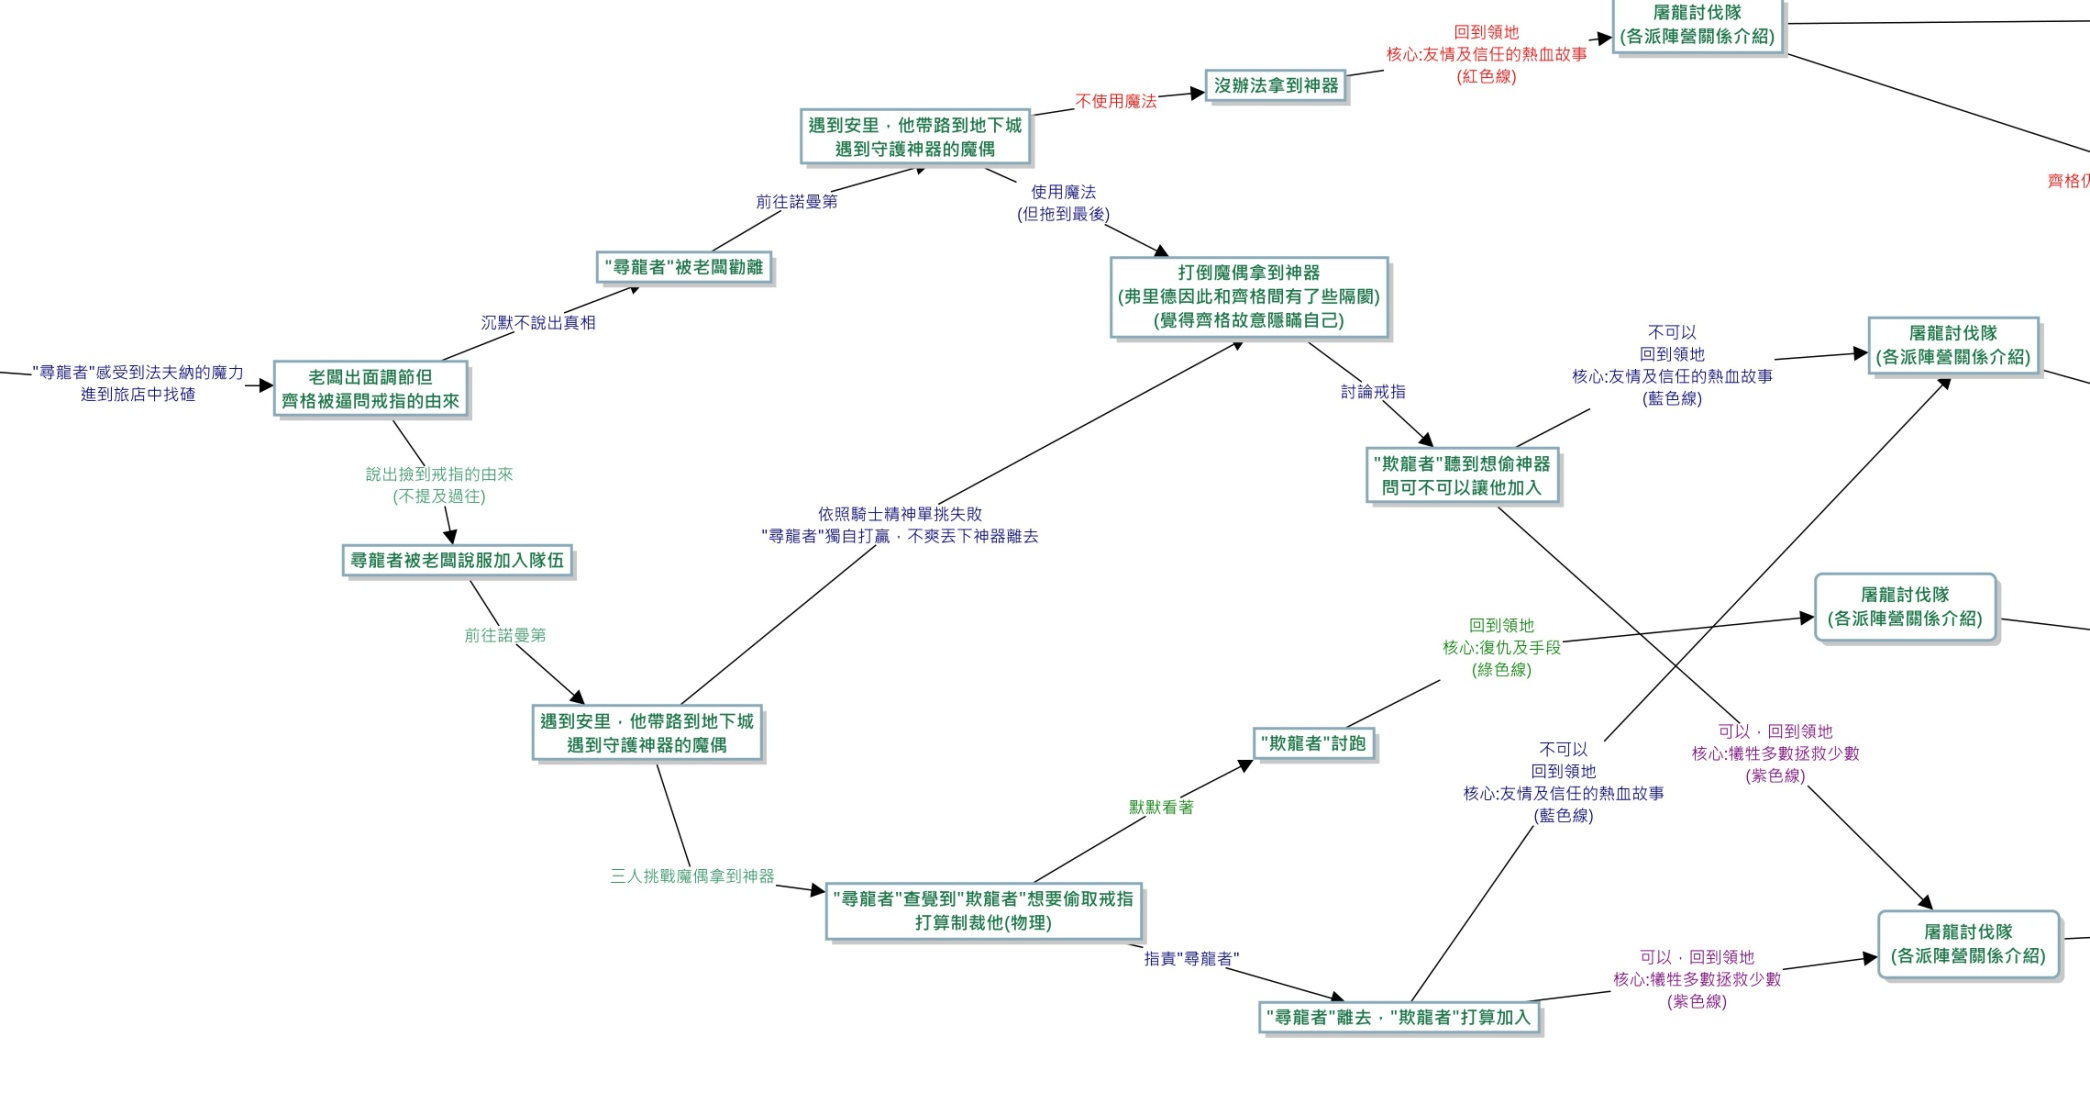 屠龍討伐隊
(各派陣營關係介紹)
回到領地
核心:友情及信任的熱血故事
(紅色線)
沒辦法拿到神器
不使用魔法
遇到安里，他帶路到地下城
遇到守護神器的魔偶
齊格
前往諾曼第
使用魔法
(但拖到最後)
"尋龍者"被老闆勸離
打倒魔偶拿到神器
(弗里德因此和齊格間有了些隔閡)
(覺得齊格故意隱瞞自己)
沉默不說出真相
"尋龍者"感受到法夫納的魔力
進到旅店中找碴
老闆出面調節但
齊格被逼問戒指的由來
討論戒指
不可以
回到領地
核心:友情及信任的熱血故事
(藍色線)
屠龍討伐隊
(各派陣營關係介紹)
"欺龍者"聽到想偷神器
問可不可以讓他加入
說出撿到戒指的由來
(不提及過往)
依照騎士精神單挑失敗
"尋龍者"獨自打贏，不爽丟下神器離去
尋龍者被老闆說服加入隊伍
屠龍討伐隊
(各派陣營關係介紹)
前往諾曼第
回到領地
核心:復仇及手段
(綠色線)
遇到安里，他帶路到地下城
遇到守護神器的魔偶
"欺龍者"討跑
不可以
回到領地
核心:友情及信任的熱血故事
(藍色線)
可以，回到領地
核心:犧牲多數拯救少數
(紫色線)
默默看著
三人挑戰魔偶拿到神器
"尋龍者"查覺到"欺龍者"想要偷取戒指
打算制裁他(物理)
屠龍討伐隊
(各派陣營關係介紹)
指責"尋龍者"
可以，回到領地
核心:犧牲多數拯救少數
(紫色線)
"尋龍者"離去，"欺龍者"打算加入